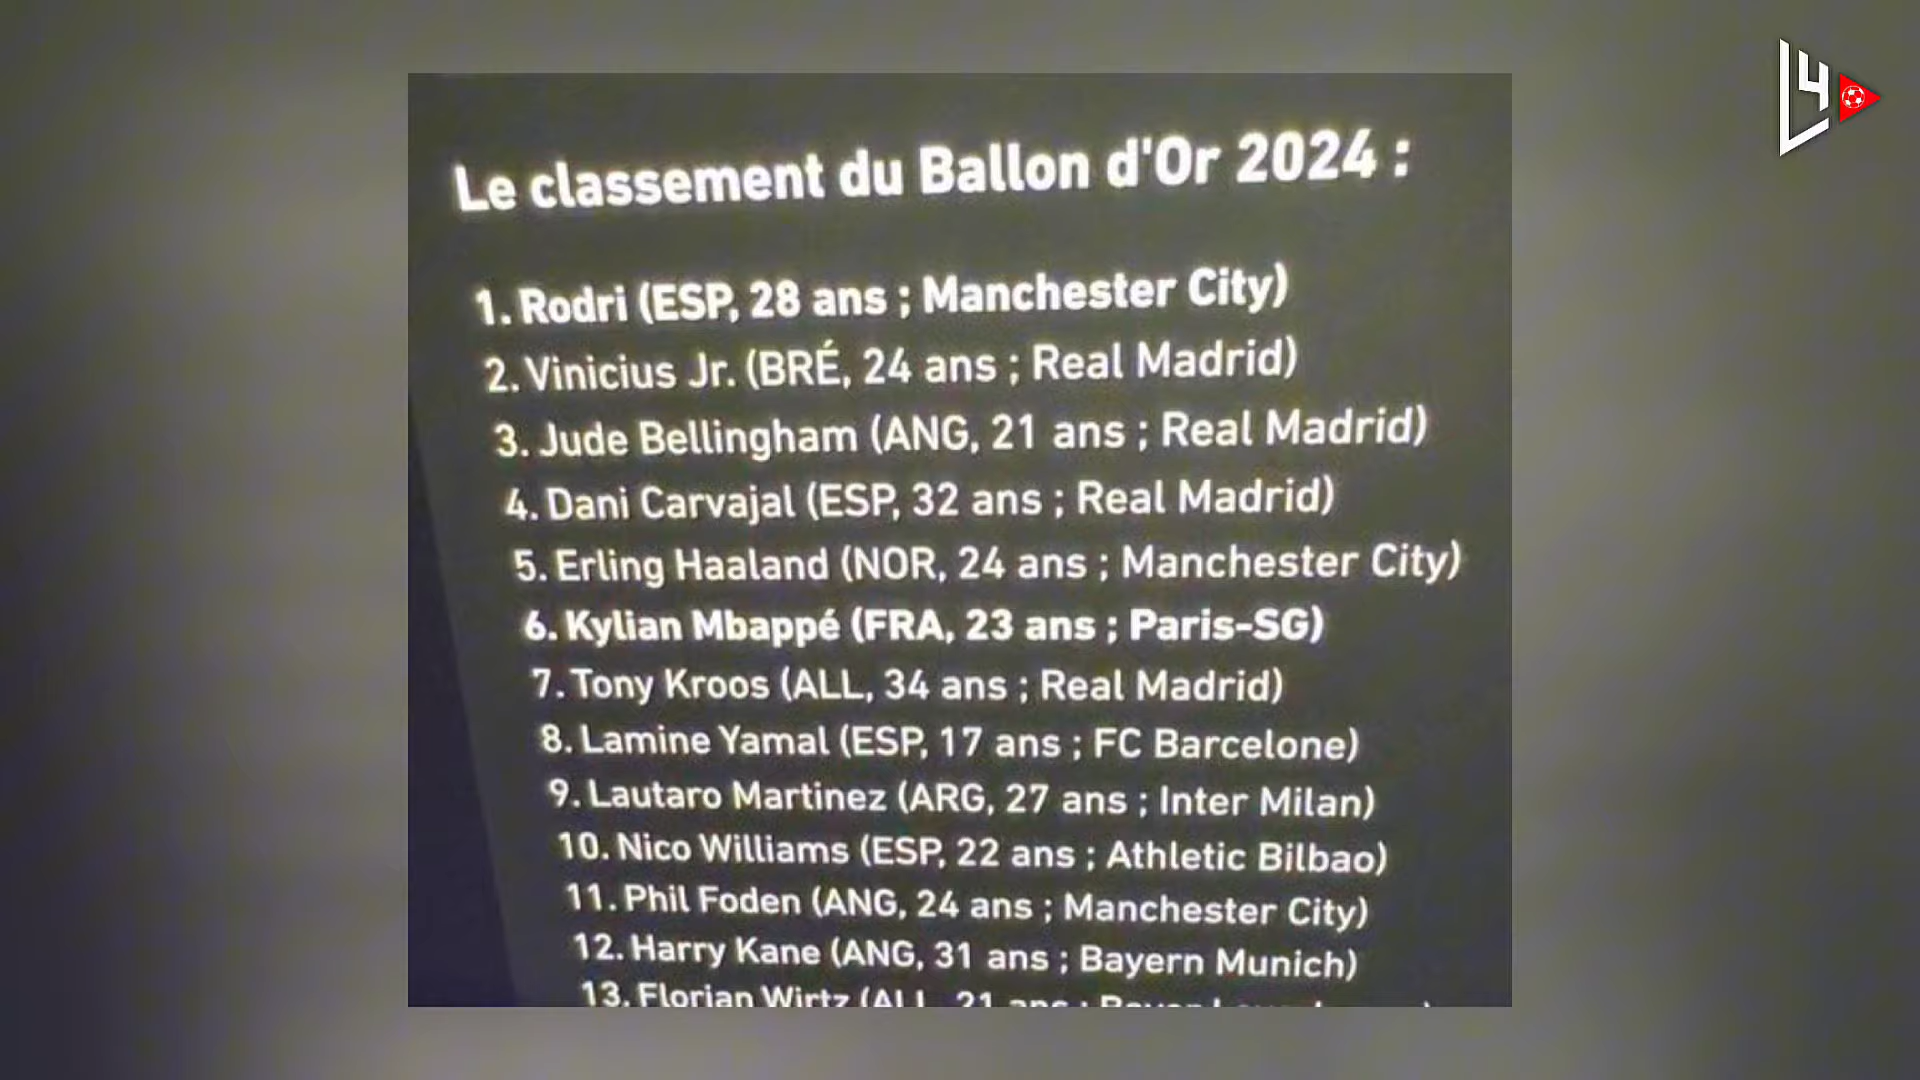 L4
Le classement du Ballon d'Or 2024 :
1. Rodri (ESP, 28 ans ; Manchester City)
2. Vinicius Jr. (BRÉ, 24 ans ; Real Madrid)
3. Jude Bellingham (ANG, 21 ans ; Real Madrid)
4. Dani Carvajal (ESP, 32 ans ; Real Madrid)
5. Erling Haaland (NOR, 24 ans ; Manchester City)
6. Kylian Mbappé (FRA, 23 ans ; Paris-SG)
7. Tony Kroos (ALL, 34 ans ; Real Madrid)
8. Lamine Yamal (ESP, 17 ans ; FC Barcelone)
9. Lautaro Martinez (ARG, 27 ans ; Inter Milan)
10. Nico Williams (ESP, 22 ans ; Athletic Bilbao)
11. Phil Foden (ANG, 24 ans ; Manchester City)
12. Harry Kane (ANG, 31 ans ; Bayern Munich)
13. Florian Wirtz (ALL, 21 ans ;